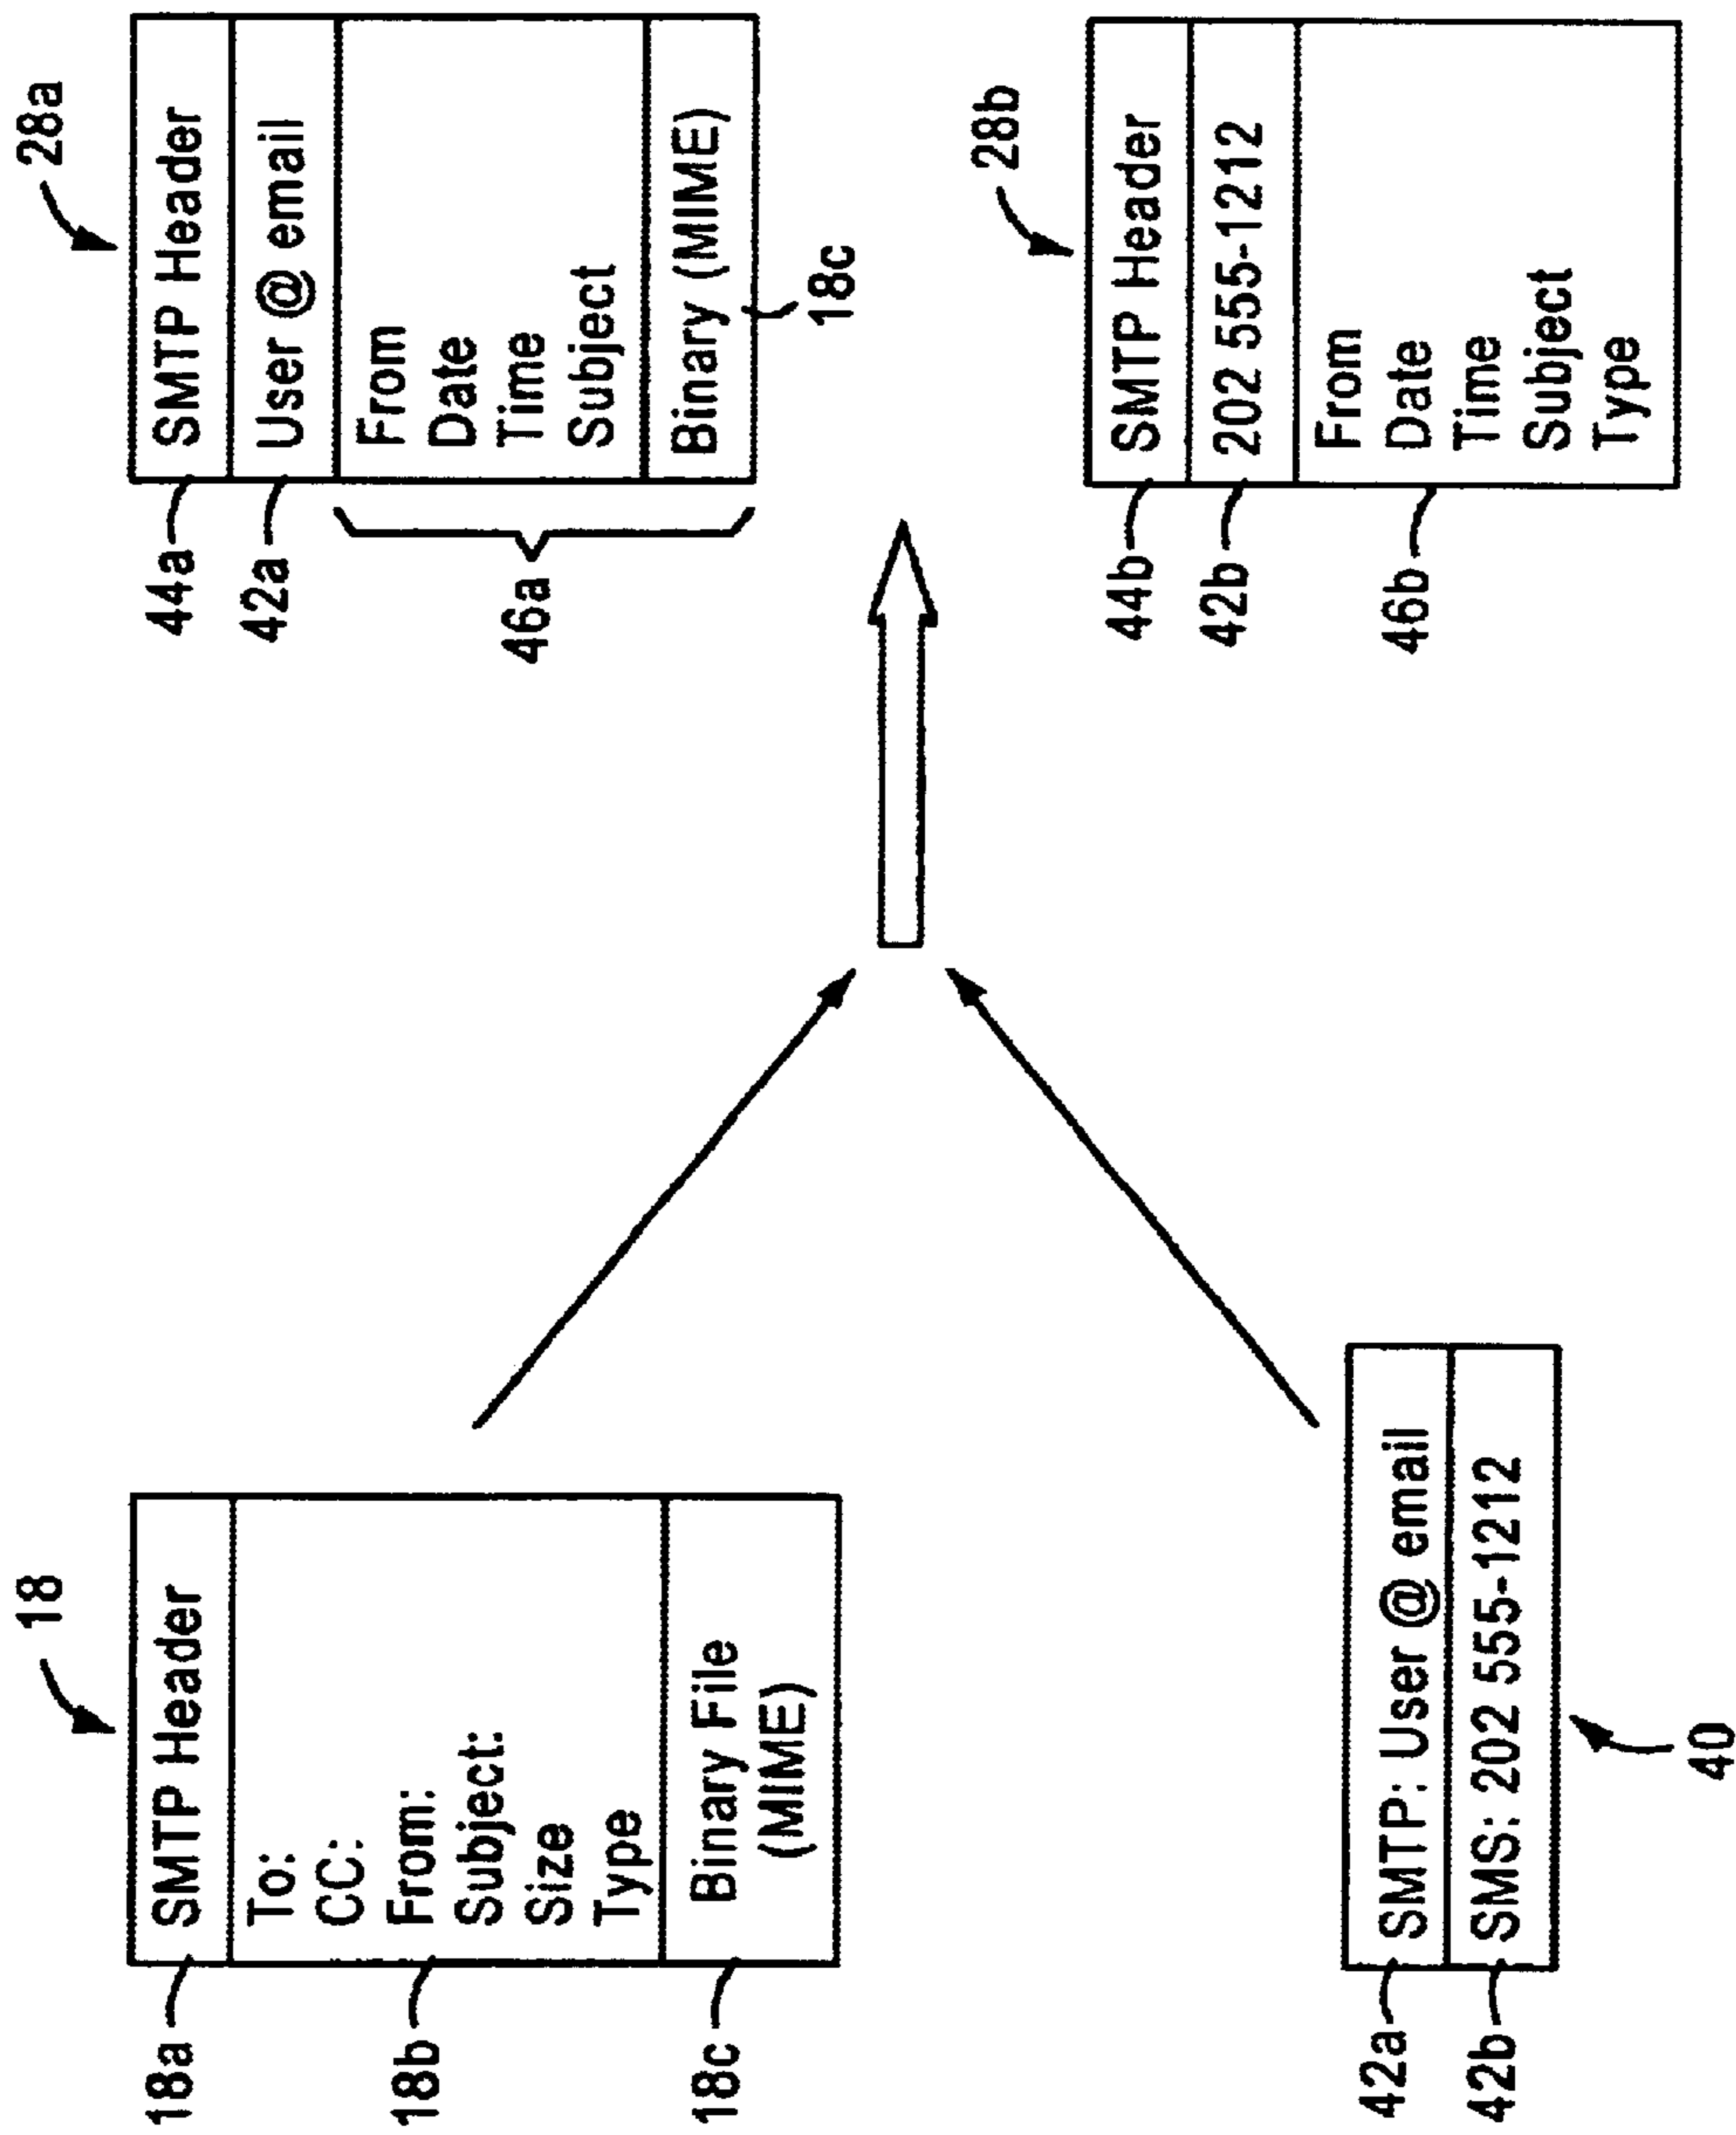 18
18a
SMTP Header
18b
To:
CC:
From:
Subject:
Size
Type
18c
Binary File
(MIME)
42a
SMTP: User @ email
42b
SMS: 202 555-1212
40
28a
44a
SMTP Header
42a
User @ email
46a
From
Date
Time
Subject
Binary (MIME)
18c
28b
44b
SMTP Header
42b
202 555-1212
46b
From
Date
Time
Subject
Type